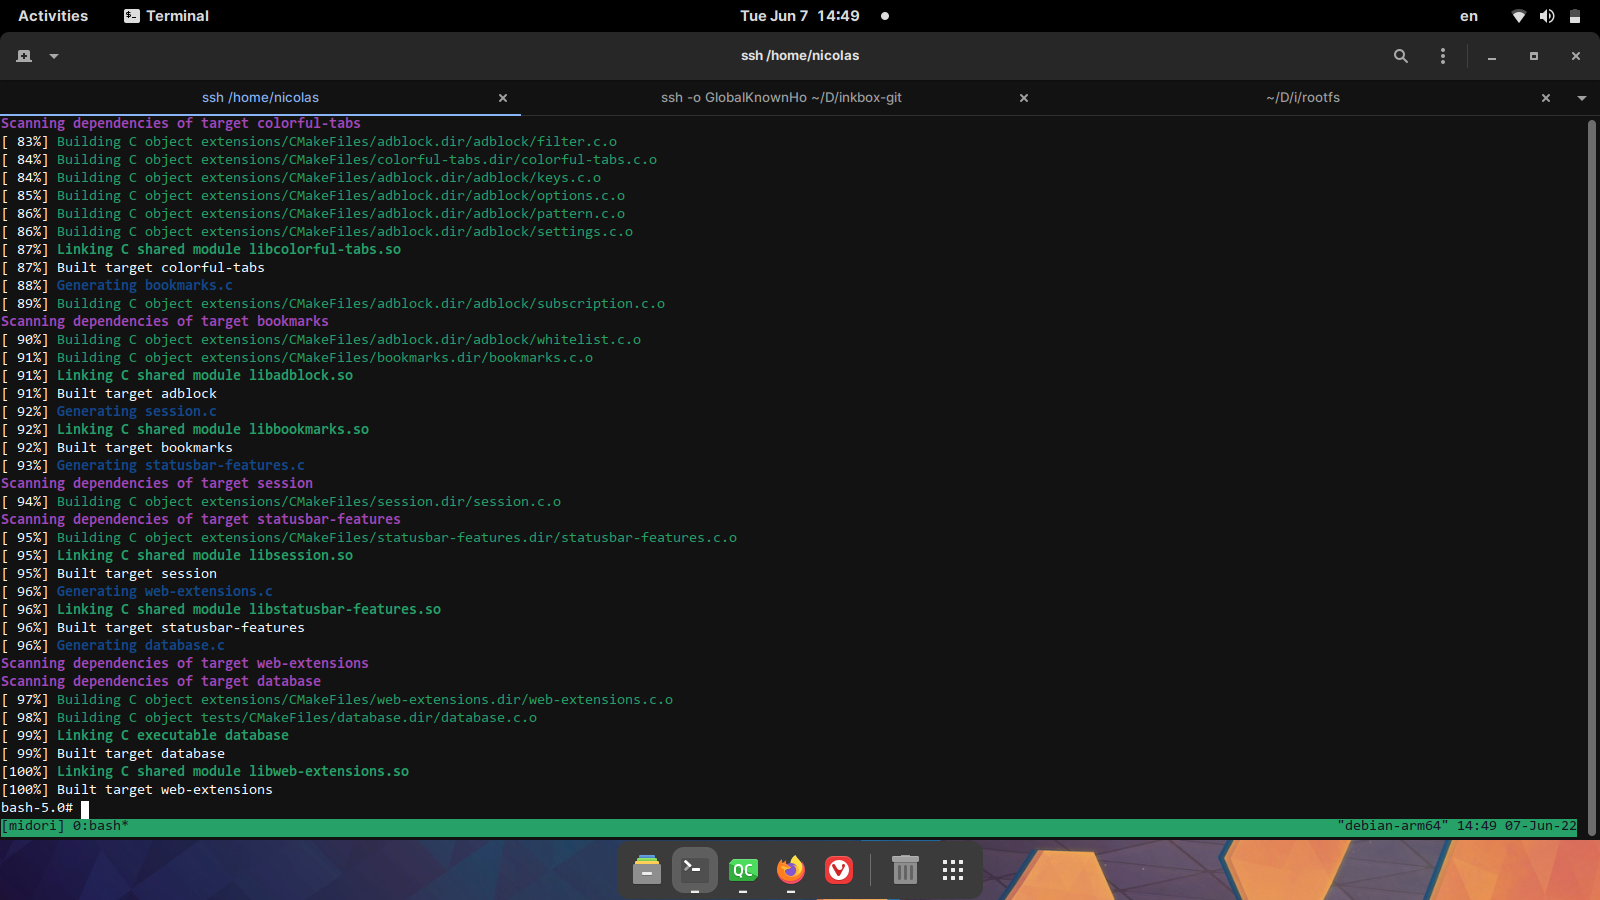 Activities Terminal Tue Jun 7 14:49 en
ssh /home/nicolas
ssh /home/nicolas ssh -o GlobalKnownHo ~/D/inkbox-git ~/D/i/rootfs
Scanning dependencies of target colorful-tabs
[ 83%] Building C object extensions/CMakeFiles/adblock.dir/adblock/filter.c.o
[ 84%] Building C object extensions/CMakeFiles/colorful-tabs.dir/colorful-tabs.c.o
[ 84%] Building C object extensions/CMakeFiles/adblock.dir/adblock/keys.c.o
[ 85%] Building C object extensions/CMakeFiles/adblock.dir/adblock/options.c.o
[ 86%] Building C object extensions/CMakeFiles/adblock.dir/adblock/pattern.c.o
[ 86%] Building C object extensions/CMakeFiles/adblock.dir/adblock/settings.c.o
[ 87%] Linking C shared module libcolorful-tabs.so
[ 87%] Built target colorful-tabs
[ 88%] Generating bookmarks.c
[ 89%] Building C object extensions/CMakeFiles/adblock.dir/adblock/subscription.c.o
Scanning dependencies of target bookmarks
[ 90%] Building C object extensions/CMakeFiles/adblock.dir/adblock/whitelist.c.o
[ 91%] Building C object extensions/CMakeFiles/bookmarks.dir/bookmarks.c.o
[ 91%] Linking C shared module libadblock.so
[ 91%] Built target adblock
[ 92%] Generating session.c
[ 92%] Linking C shared module libbookmarks.so
[ 92%] Built target bookmarks
[ 93%] Generating statusbar-features.c
Scanning dependencies of target session
[ 94%] Building C object extensions/CMakeFiles/session.dir/session.c.o
Scanning dependencies of target statusbar-features
[ 95%] Building C object extensions/CMakeFiles/statusbar-features.dir/statusbar-features.c.o
[ 95%] Linking C shared module libsession.so
[ 95%] Built target session
[ 96%] Generating web-extensions.c
[ 96%] Linking C shared module libstatusbar-features.so
[ 96%] Built target statusbar-features
[ 96%] Generating database.c
Scanning dependencies of target web-extensions
Scanning dependencies of target database
[ 97%] Building C object extensions/CMakeFiles/web-extensions.dir/web-extensions.c.o
[ 98%] Building C object tests/CMakeFiles/database.dir/database.c.o
[ 99%] Linking C executable database
[ 99%] Built target database
[100%] Linking C shared module libweb-extensions.so
[100%] Built target web-extensions
bash-5.0#
[midori] 0:bash* "debian-arm64" 14:49 07-Jun-22
QC